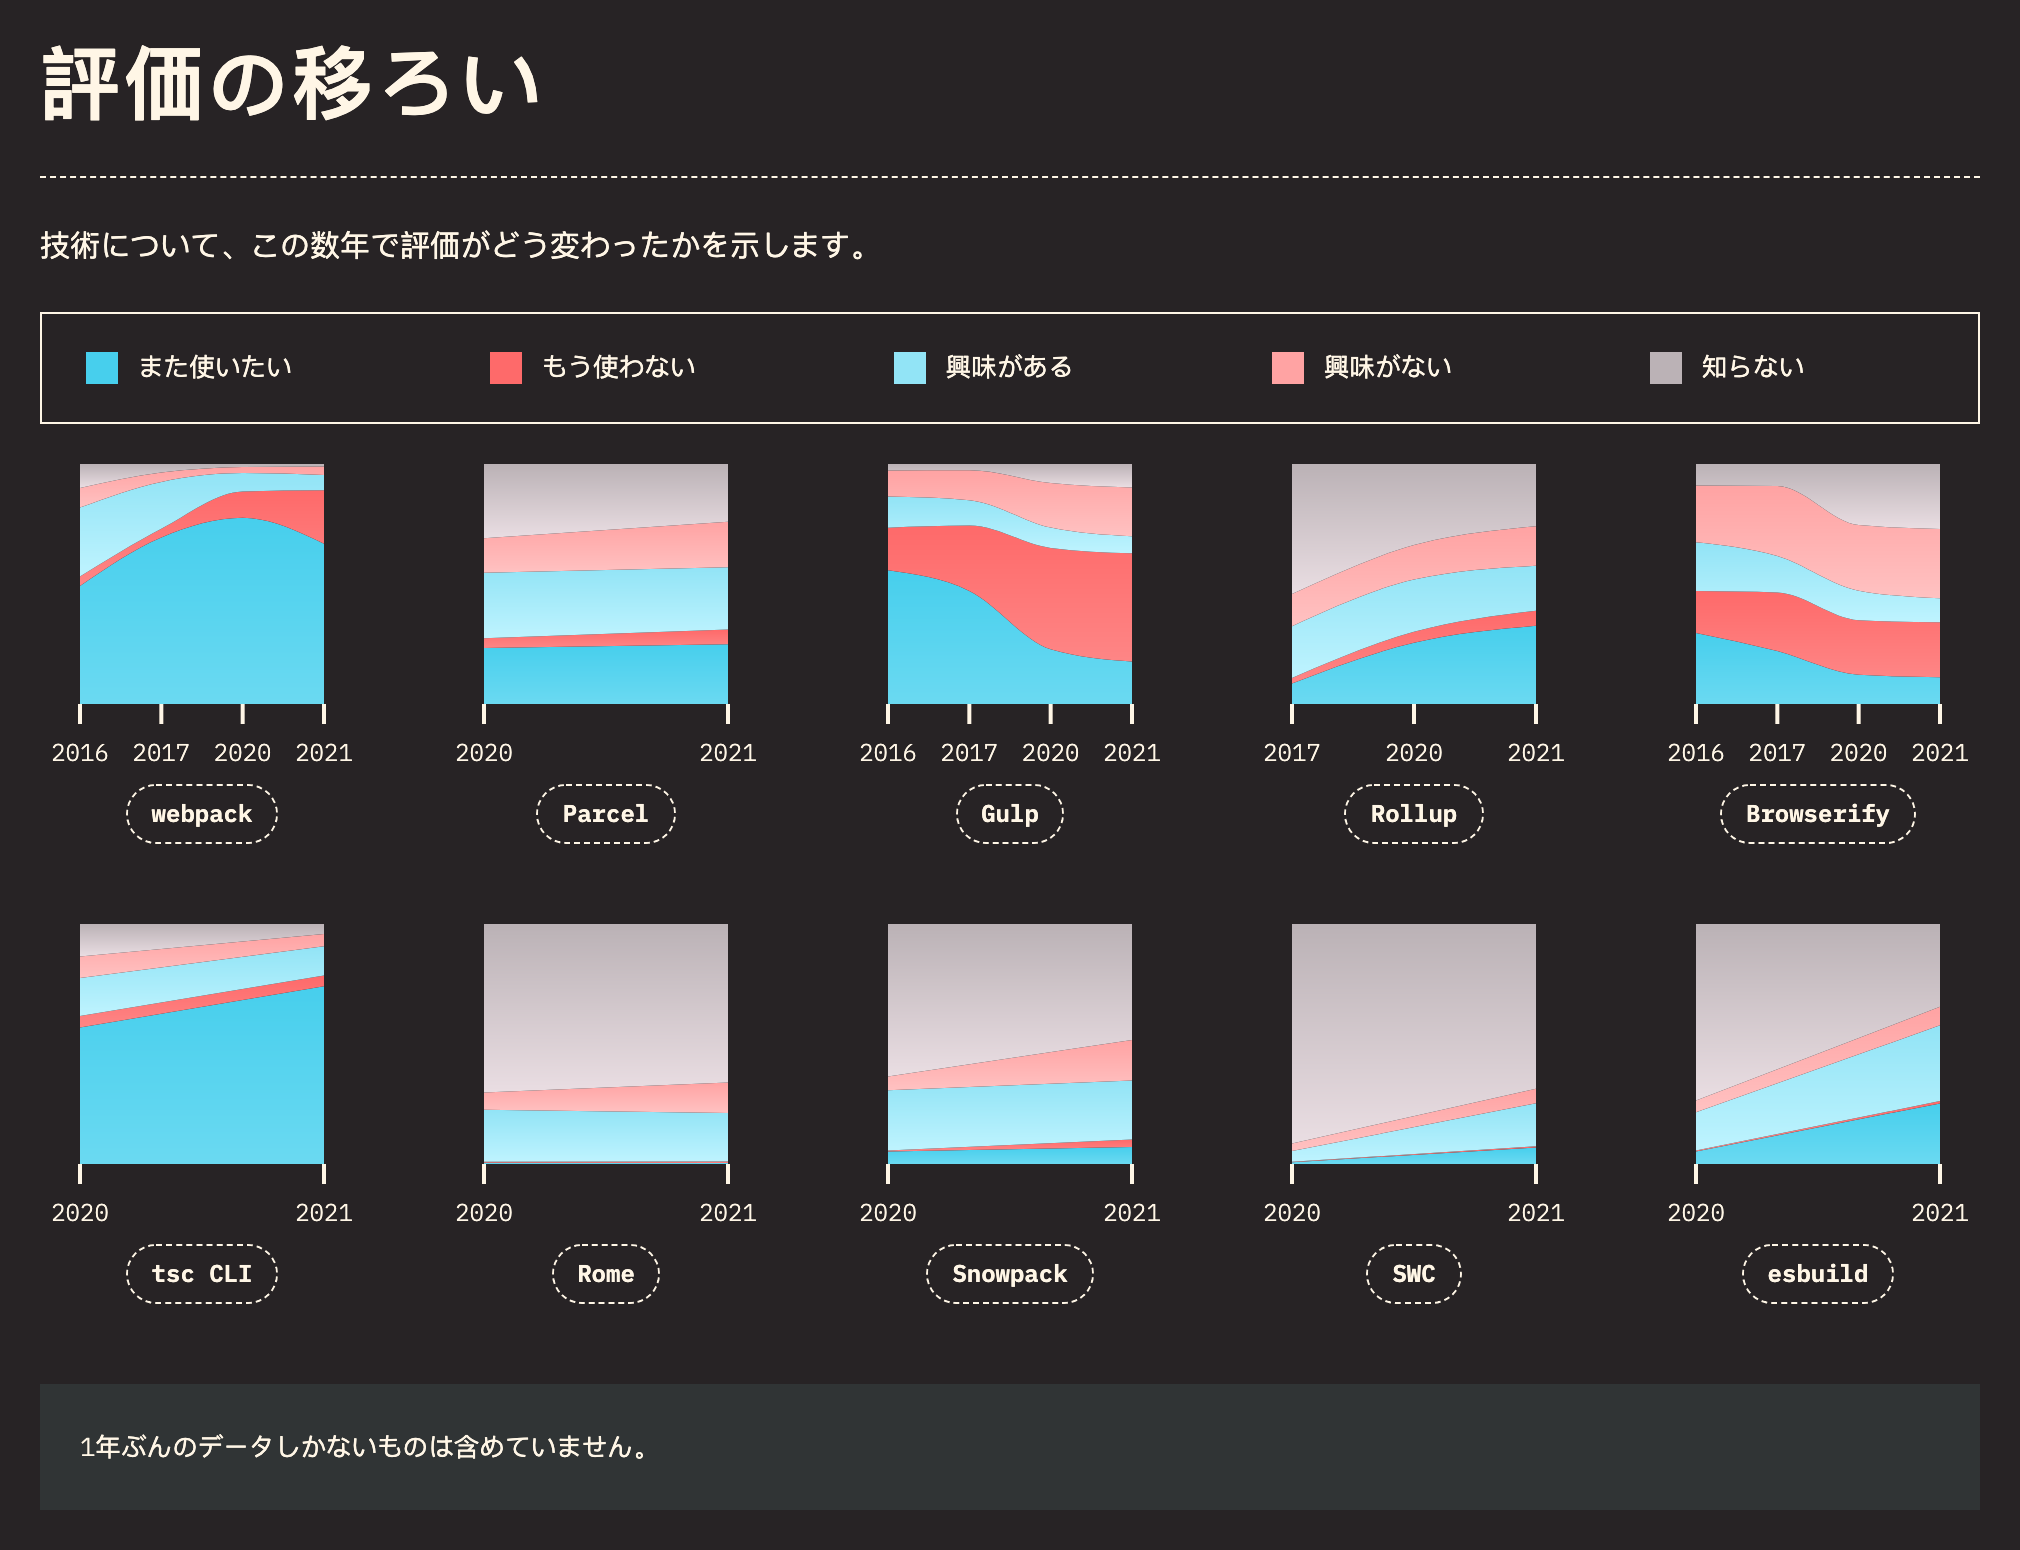 評価の移ろい
技術について、この数年で評価がどう変わったかを示します。
また使いたい もう使わない 興味がある 興味がない 知らない
2016 2017 2020 2021 2020 2021 2016 2017 2020 2021 2017 2020 2021 2016 2017 2020 2021
webpack Parcel Gulp Rollup Browserify
2020 2021 2020 2021 2020 2021 2020 2021 2020 2021
tsc CLI Rome Snowpack SWC esbuild
1年ぶんのデータしかないものは含めていません。